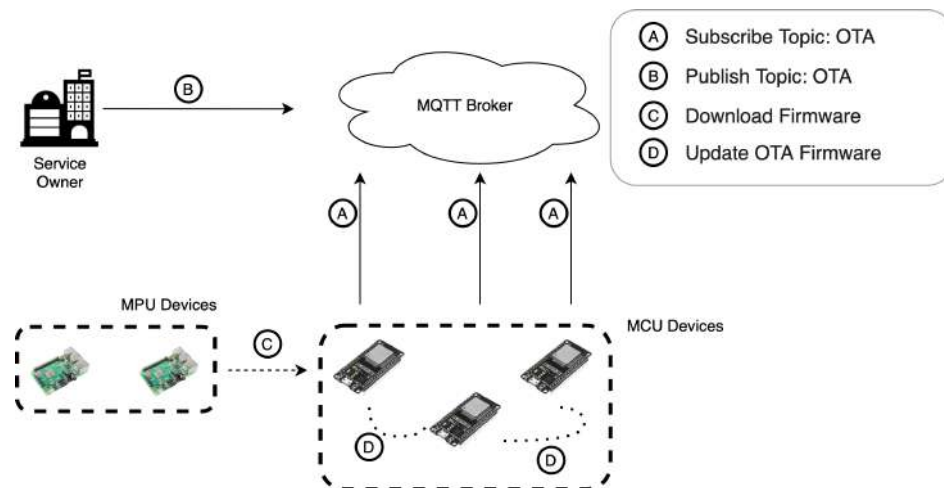 A Subscribe Topic: OTA
B Publish Topic: OTA
C Download Firmware
D Update OTA Firmware
B
MQTT Broker
Service
Owner
A
A
A
MPU Devices
MCU Devices
C
D
D